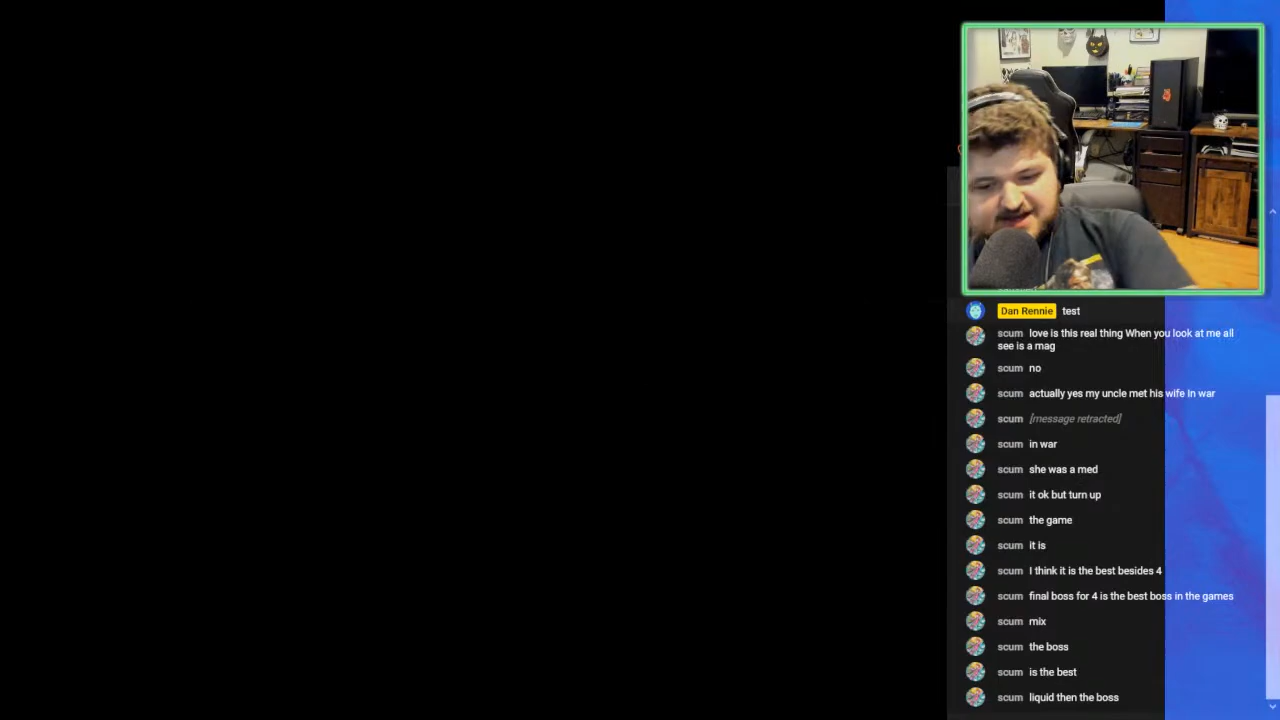 Dan Rennie test
scum love is this real thing When you look at me all
see is a mag
scum no
scum actually yes my uncle met his wife In war
scum [message retracted]
scum in war
scum she was a med
scum it ok but turn up
scum the game
scum it is
scum I think it is the best besides 4
scum final boss for 4 is the best boss in the games
scum mix
scum the boss
scum is the best
scum liquid then the boss